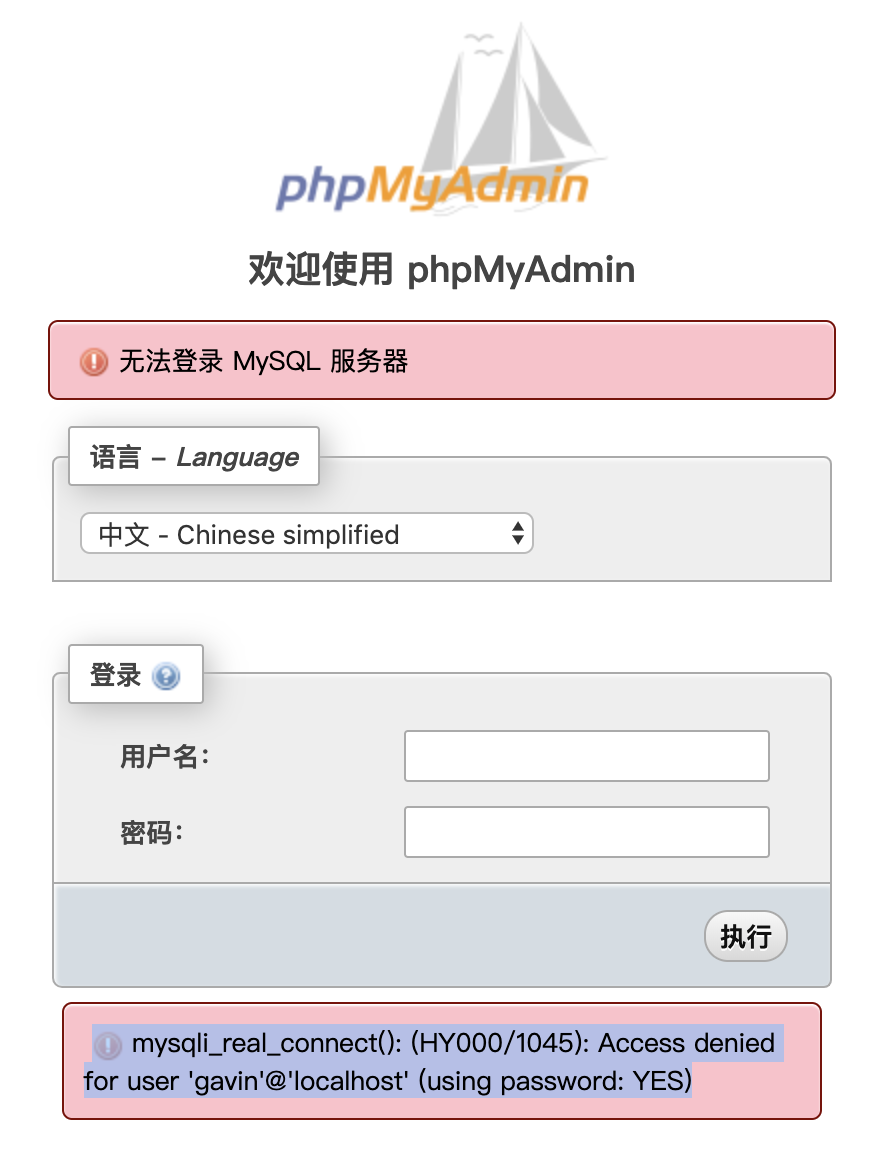 phpMyAdmin
欢迎使用 phpMyAdmin
无法登录 MySQL 服务器
语言 – Language
中文 - Chinese simplified
登录
用户名：
密码：
执行
mysqli_real_connect(): (HY000/1045): Access denied
for user 'gavin'@'localhost' (using password: YES)